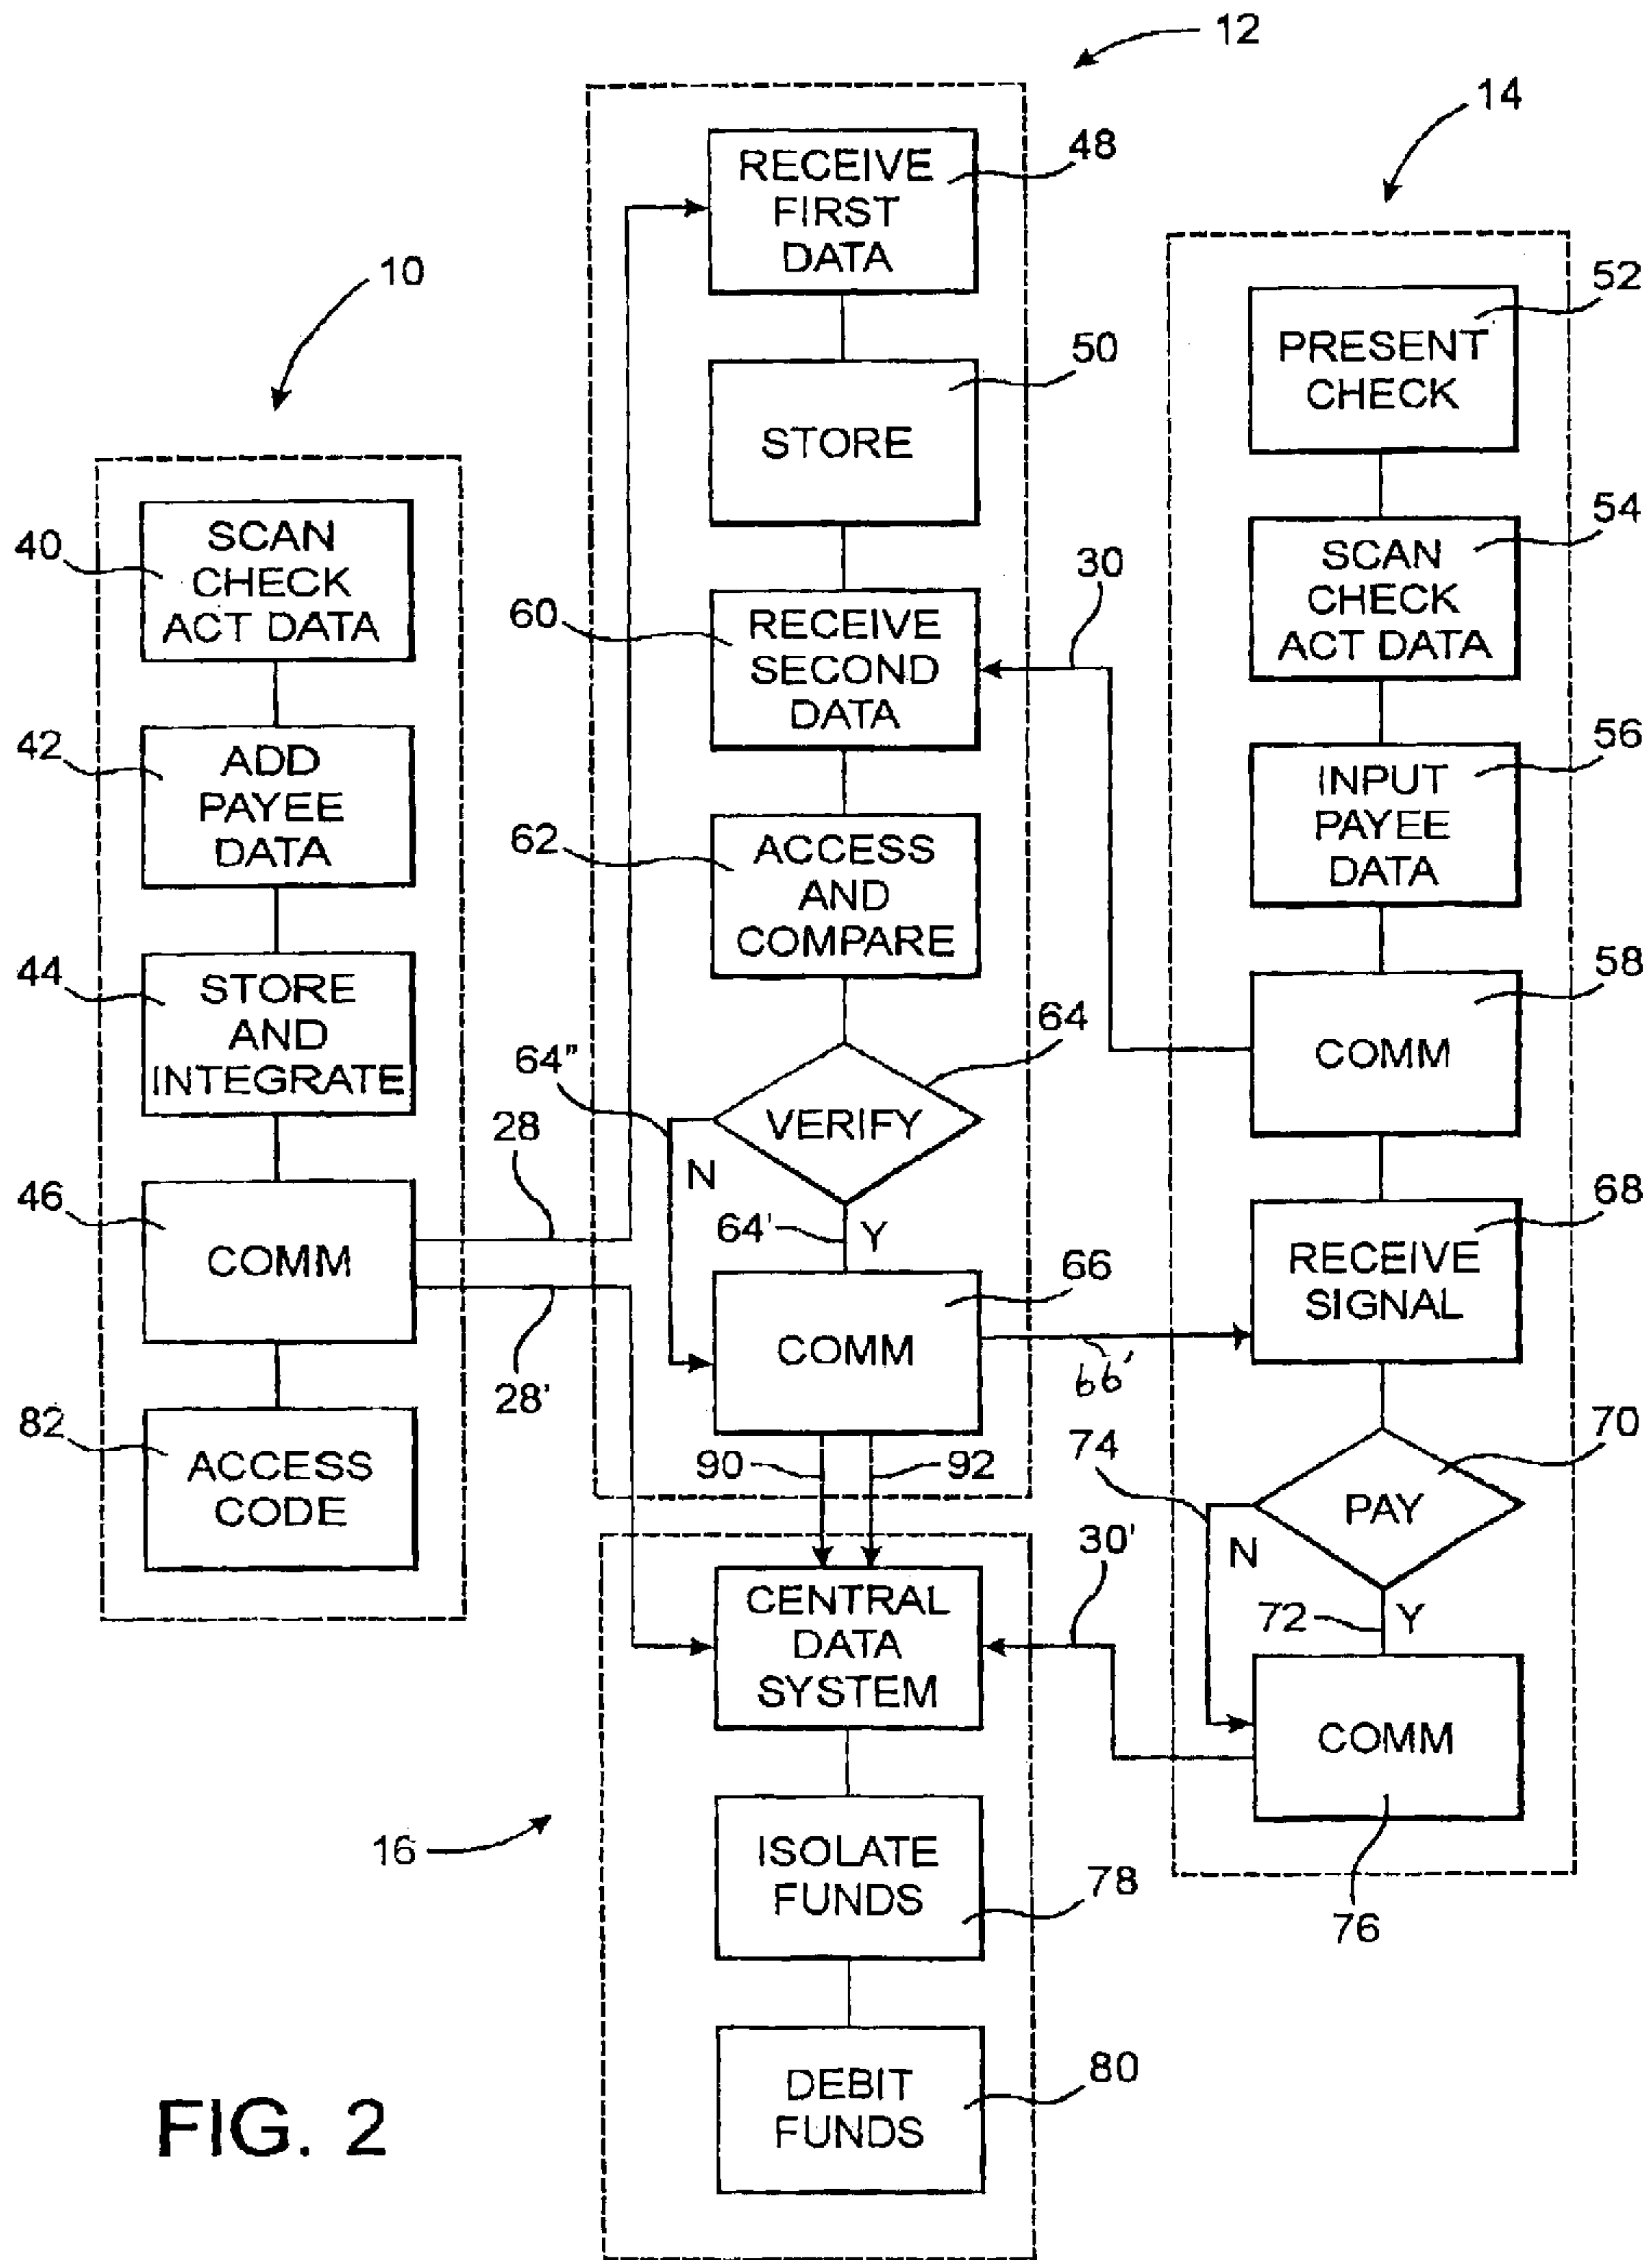 12
14
10
48
RECEIVE
FIRST
DATA
50
STORE
60
RECEIVE
SECOND
DATA
30
62
ACCESS
AND
COMPARE
64
VERIFY
64"
N
64'
Y
66
COMM
66'
90
92
40
SCAN
CHECK
ACT DATA
42
ADD
PAYEE
DATA
44
STORE
AND
INTEGRATE
46
COMM
28
28'
82
ACCESS
CODE
52
PRESENT
CHECK
54
SCAN
CHECK
ACT DATA
56
INPUT
PAYEE
DATA
58
COMM
68
RECEIVE
SIGNAL
70
PAY
74
N
72
Y
COMM
76
30'
CENTRAL
DATA
SYSTEM
16
ISOLATE
FUNDS
78
DEBIT
FUNDS
80
FIG. 2